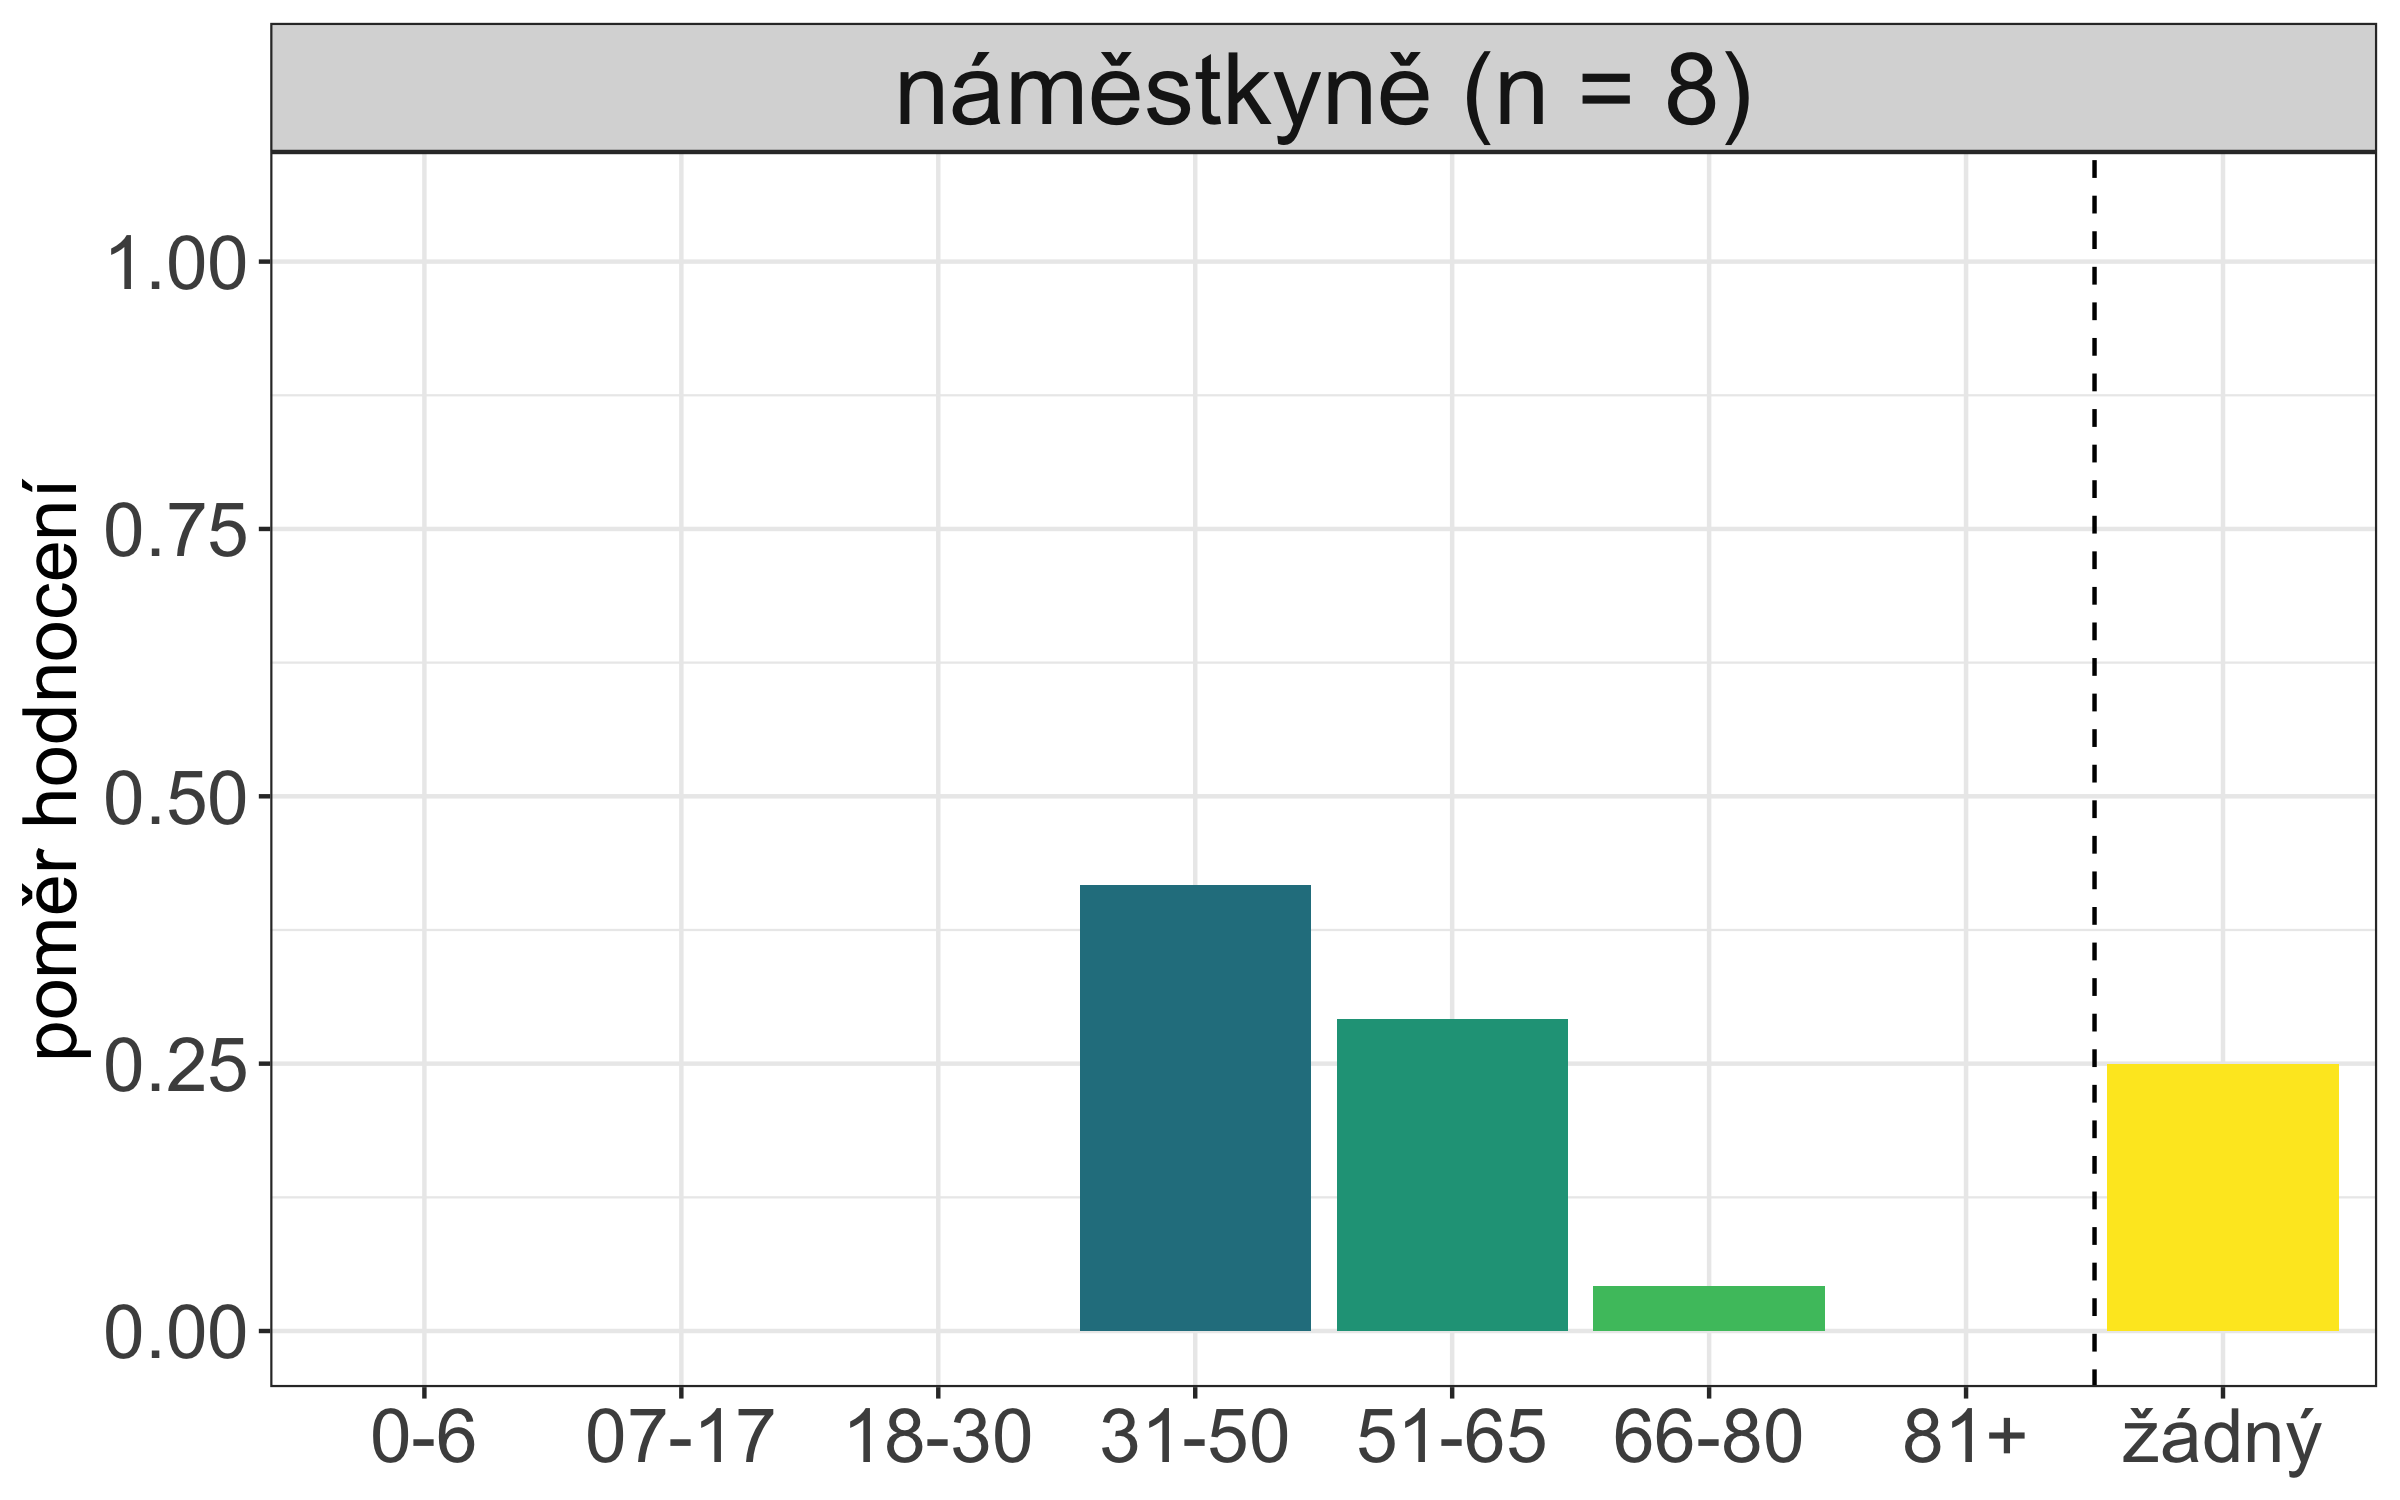 náměstkyně (n = 8)
poměr hodnocení
1.00
0.75
0.50
0.25
0.00
0-6 07-17 18-30 31-50 51-65 66-80 81+ žádný